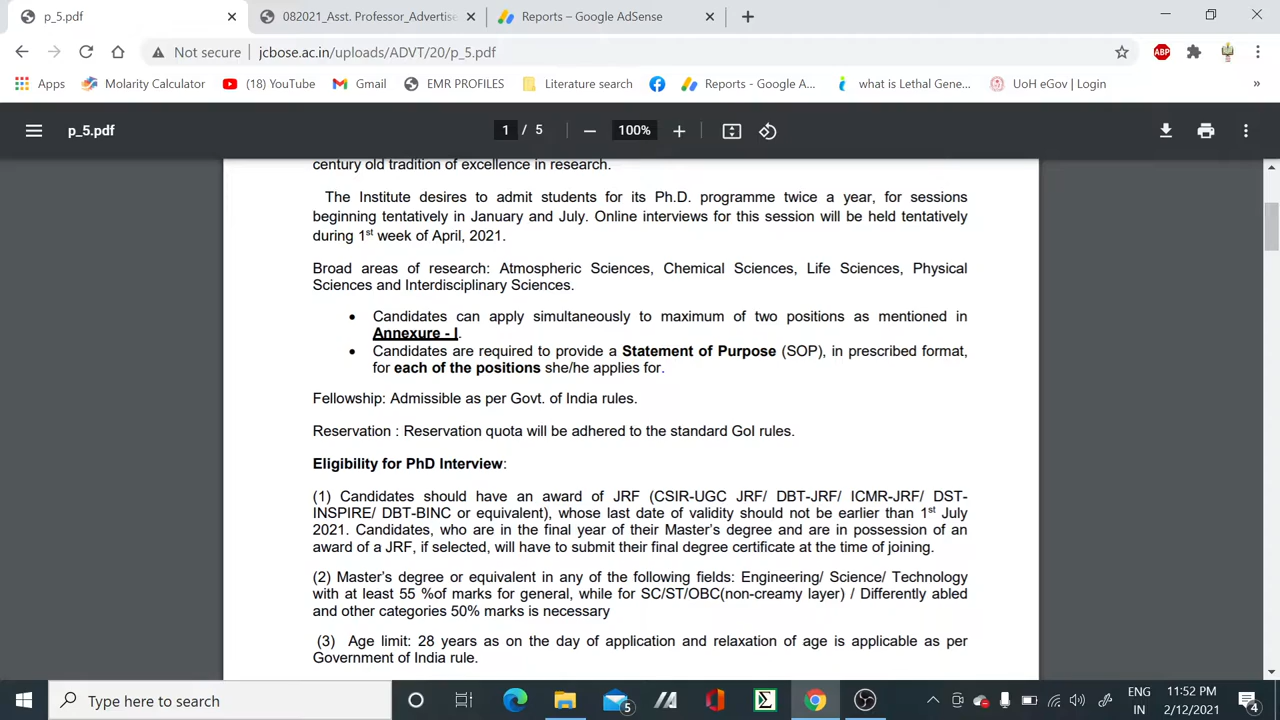 p_5.pdf
082021_Asst. Professor_Advertise
Reports – Google AdSense
Not secure
jcbose.ac.in/uploads/ADVT/20/p_5.pdf
ABP
Apps
Molarity Calculator
(18) YouTube
Gmail
EMR PROFILES
Literature search
Reports - Google A...
what is Lethal Gene...
UoH eGov | Login
»
p_5.pdf
1 / 5
100%
century old tradition of excellence in research.
The Institute desires to admit students for its Ph.D. programme twice a year, for sessions
beginning tentatively in January and July. Online interviews for this session will be held tentatively
during 1st week of April, 2021.
Broad areas of research: Atmospheric Sciences, Chemical Sciences, Life Sciences, Physical
Sciences and Interdisciplinary Sciences.
• Candidates can apply simultaneously to maximum of two positions as mentioned in
Annexure - I.
• Candidates are required to provide a Statement of Purpose (SOP), in prescribed format,
for each of the positions she/he applies for.
Fellowship: Admissible as per Govt. of India rules.
Reservation : Reservation quota will be adhered to the standard GoI rules.
Eligibility for PhD Interview:
(1) Candidates should have an award of JRF (CSIR-UGC JRF/ DBT-JRF/ ICMR-JRF/ DST-
INSPIRE/ DBT-BINC or equivalent), whose last date of validity should not be earlier than 1st July
2021. Candidates, who are in the final year of their Master's degree and are in possession of an
award of a JRF, if selected, will have to submit their final degree certificate at the time of joining.
(2) Master's degree or equivalent in any of the following fields: Engineering/ Science/ Technology
with at least 55 %of marks for general, while for SC/ST/OBC(non-creamy layer) / Differently abled
and other categories 50% marks is necessary
(3) Age limit: 28 years as on the day of application and relaxation of age is applicable as per
Government of India rule.
Type here to search
5
ENG
IN
11:52 PM
2/12/2021
4